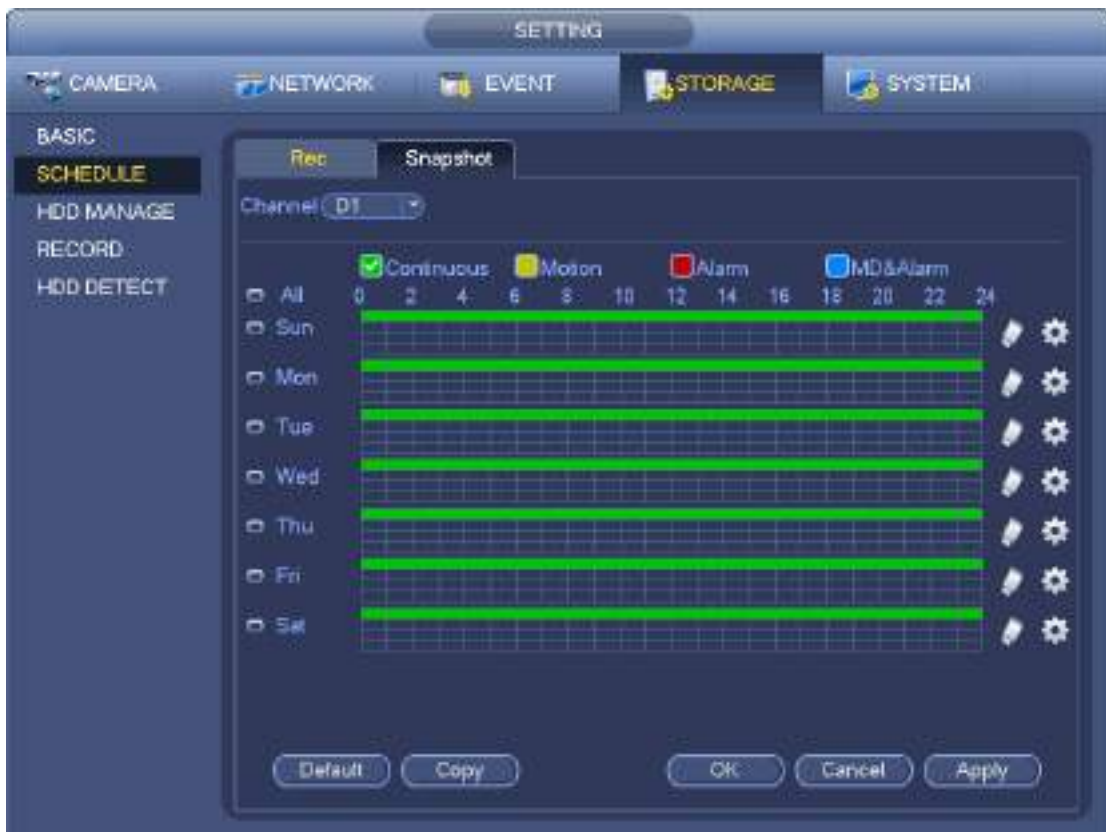 SETTING
CAMERA NETWORK EVENT STORAGE SYSTEM
BASIC
SCHEDULE
HDD MANAGE
RECORD
HDD DETECT
Rec Snapshot
Channel D1
Continuous Motion Alarm MD&Alarm
All 0 2 4 6 8 10 12 14 16 18 20 22 24
Sun
Mon
Tue
Wed
Thu
Fri
Sat
Default Copy OK Cancel Apply